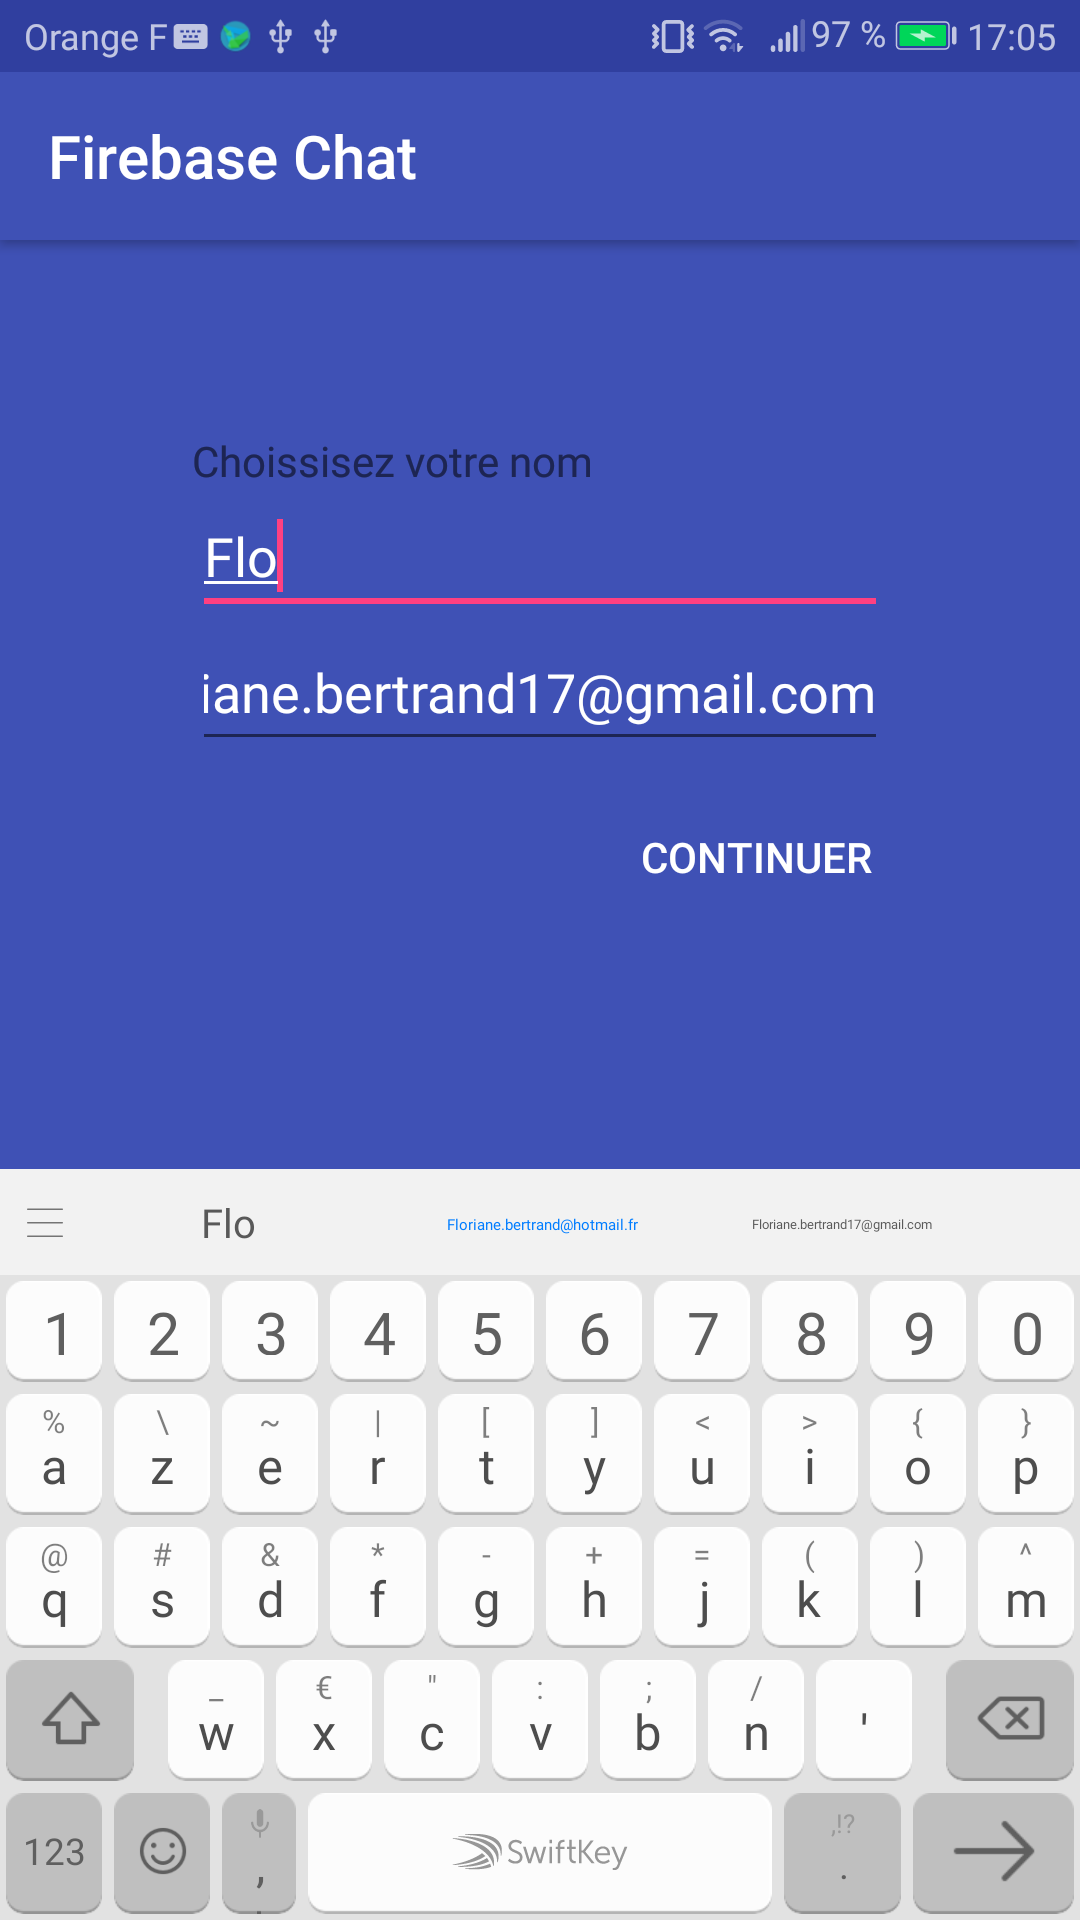 Orange F 97 % 17:05
Firebase Chat
Choissisez votre nom
Flo
iane.bertrand17@gmail.com
CONTINUER
Flo Floriane.bertrand@hotmail.fr Floriane.bertrand17@gmail.com
1 2 3 4 5 6 7 8 9 0
% \ ~ | [ ] < > { }
a z e r t y u i o p
@ # & * - + = ( ) ^
q s d f g h j k l m
_ € " : ; /
w x c v b n '
,!?
123 , SwiftKey .